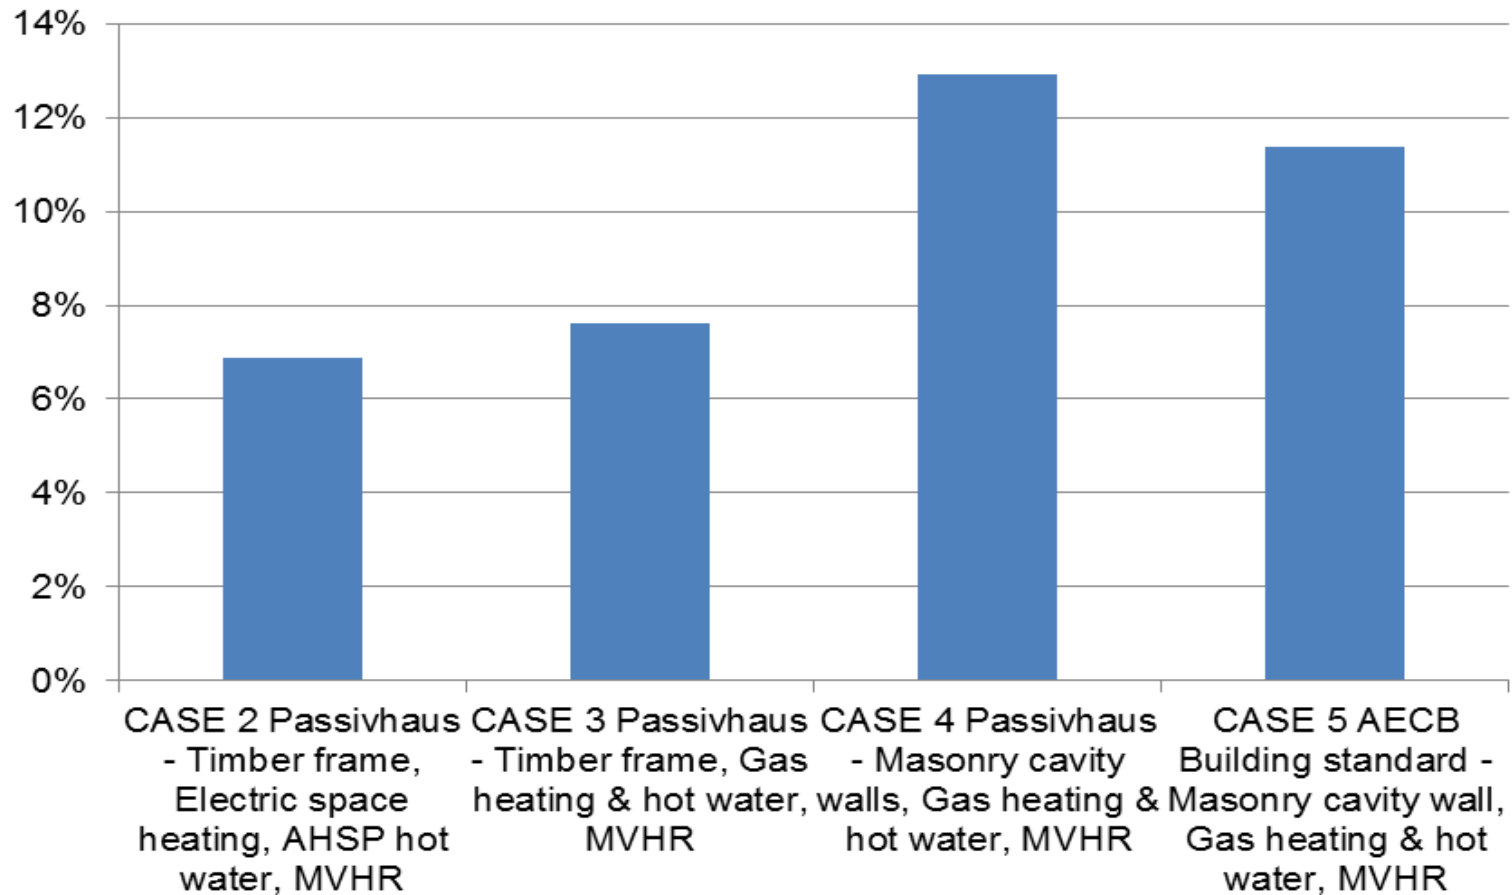 14%
12%
10%
8%
6%
4%
2%
0%
CASE 2 Passivhaus
- Timber frame,
Electric space
heating, AHSP hot
water, MVHR
CASE 3 Passivhaus
- Timber frame, Gas
heating & hot water,
MVHR
CASE 4 Passivhaus
- Masonry cavity
walls, Gas heating &
hot water, MVHR
CASE 5 AECB
Building standard -
Masonry cavity wall,
Gas heating & hot
water, MVHR